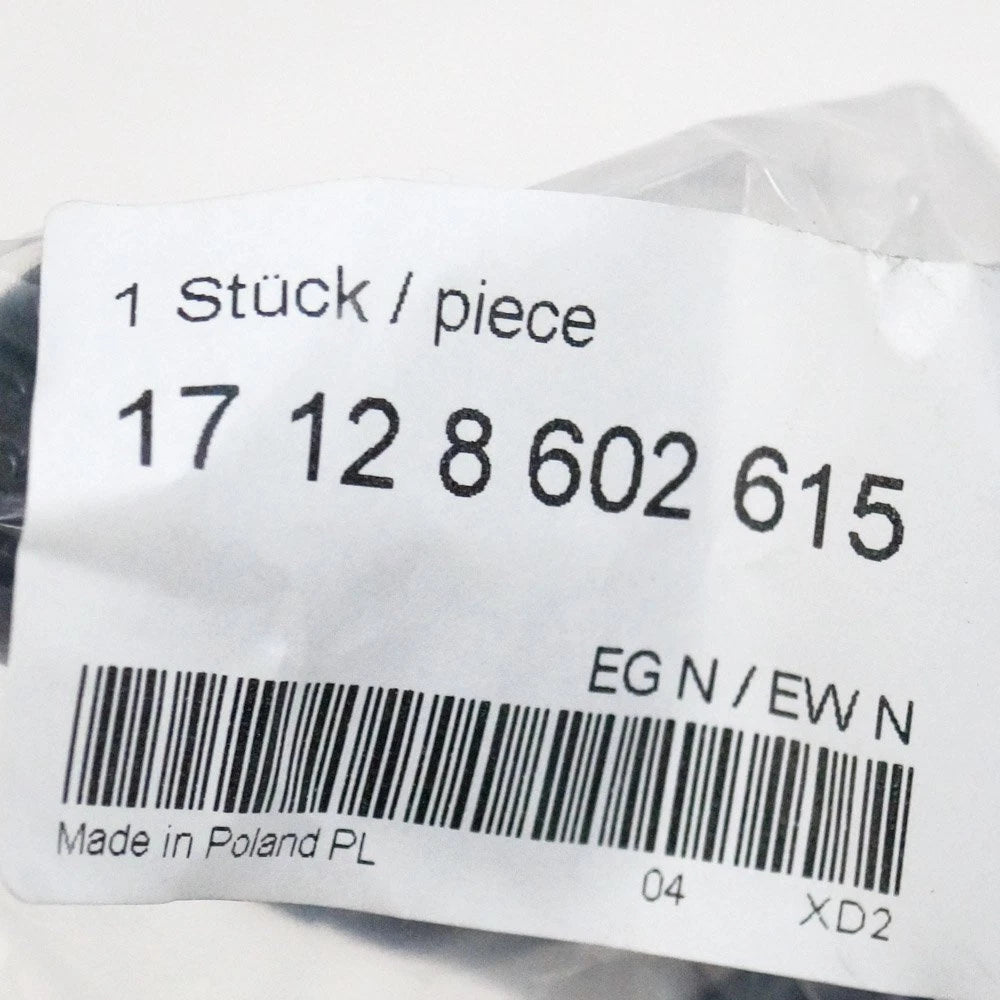 1 Stück / piece
17 12 8 602 615
EG N / EW N
Made in Poland PL
04 XD2